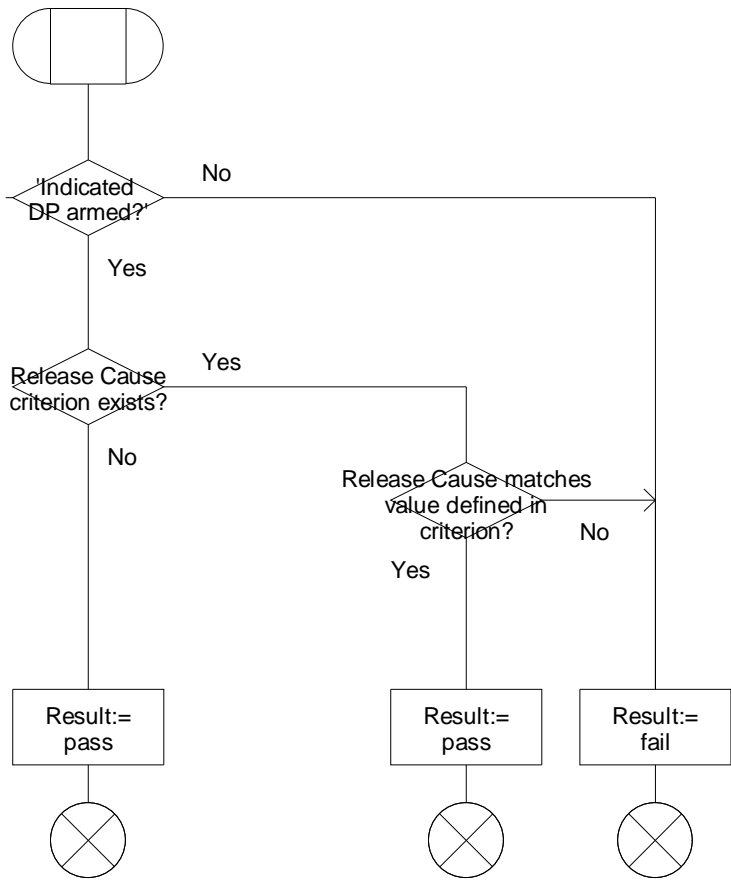 No
'Indicated
DP armed?'
Yes
Release Cause
criterion exists?
Yes
No
Release Cause matches
value defined in
criterion?
No
Yes
Result:=
pass
Result:=
pass
Result:=
fail